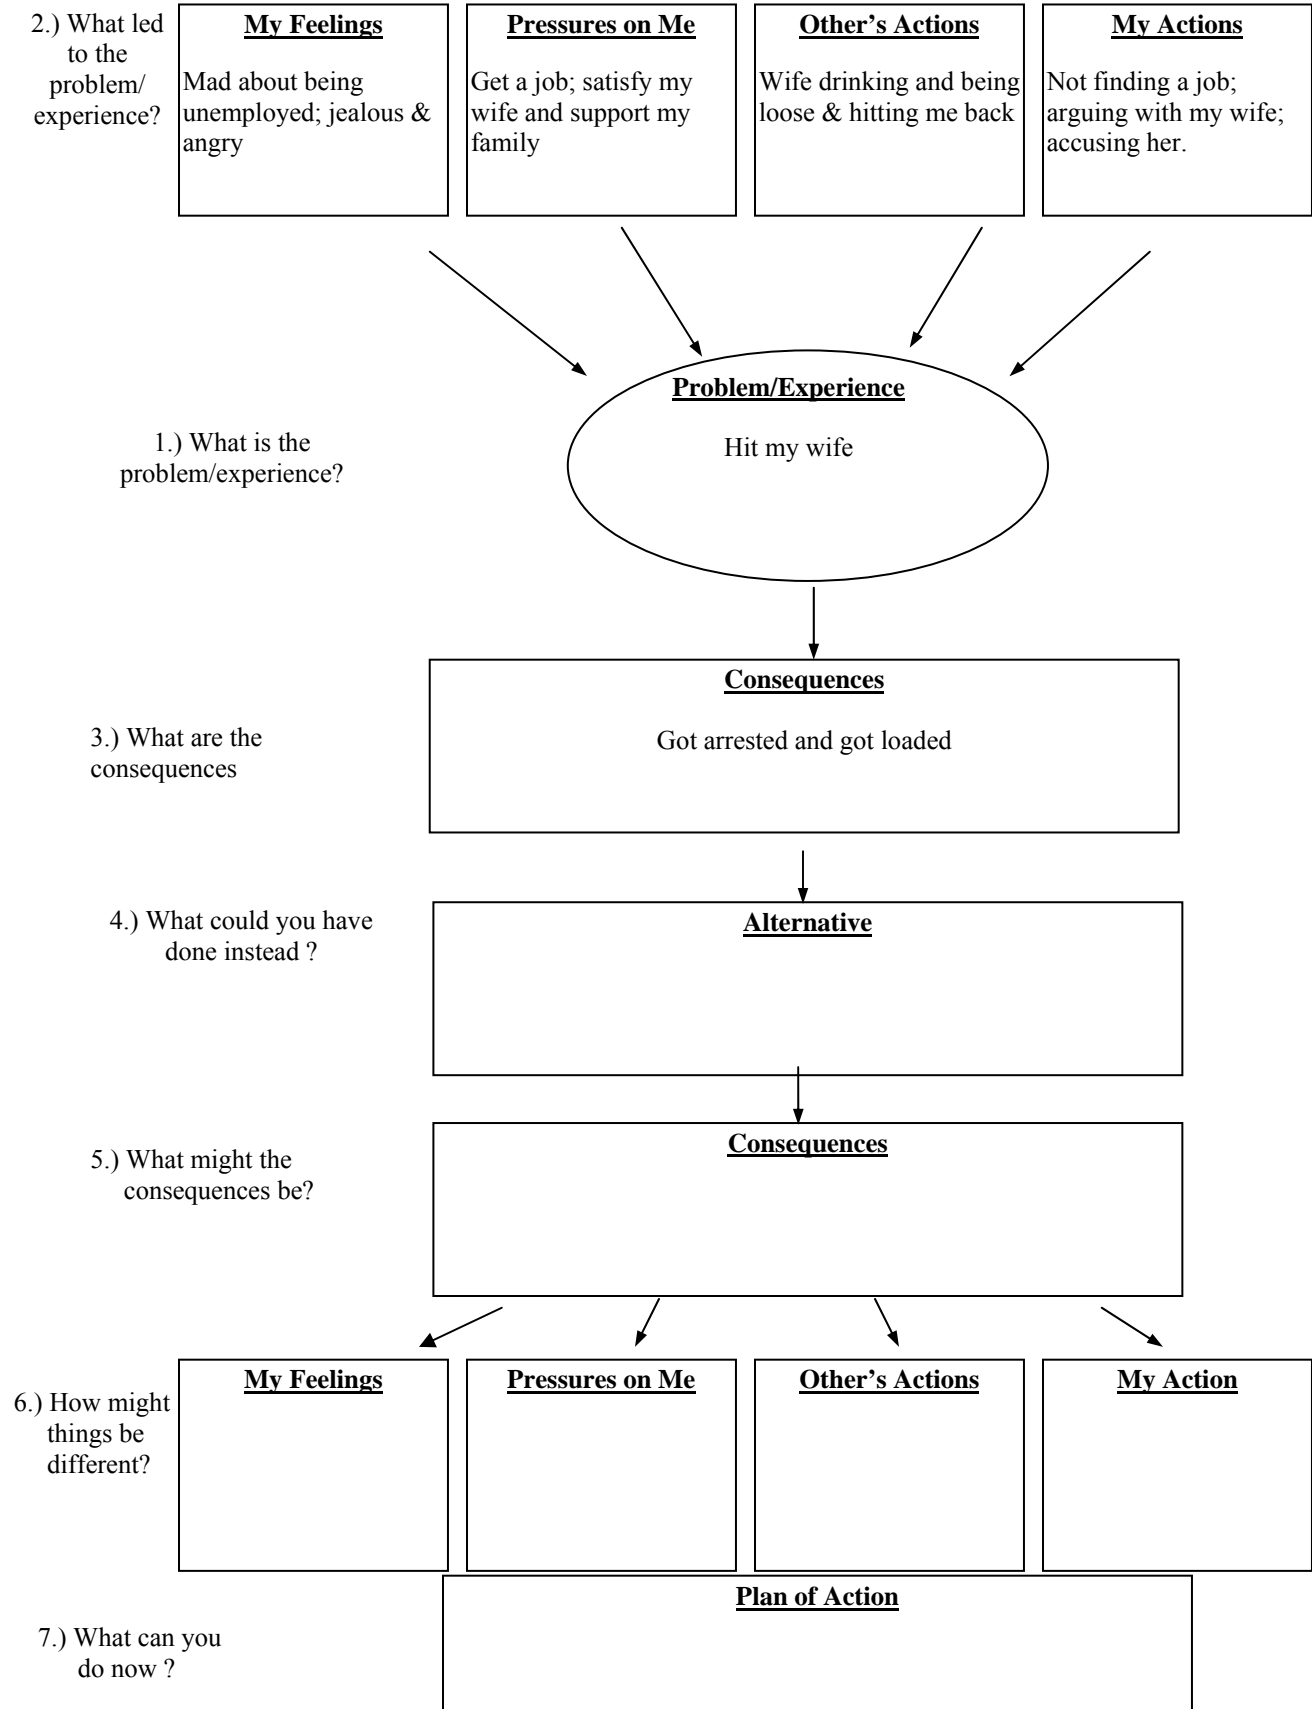 2.) What led
to the
problem/
experience?
My Feelings
Mad about being
unemployed; jealous &
angry
Pressures on Me
Get a job; satisfy my
wife and support my
family
Other's Actions
Wife drinking and being
loose & hitting me back
My Actions
Not finding a job;
arguing with my wife;
accusing her.
1.) What is the
problem/experience?
Problem/Experience
Hit my wife
3.) What are the
consequences
Consequences
Got arrested and got loaded
4.) What could you have
done instead ?
Alternative
5.) What might the
consequences be?
Consequences
6.) How might
things be
different?
My Feelings
Pressures on Me
Other's Actions
My Action
7.) What can you
do now ?
Plan of Action